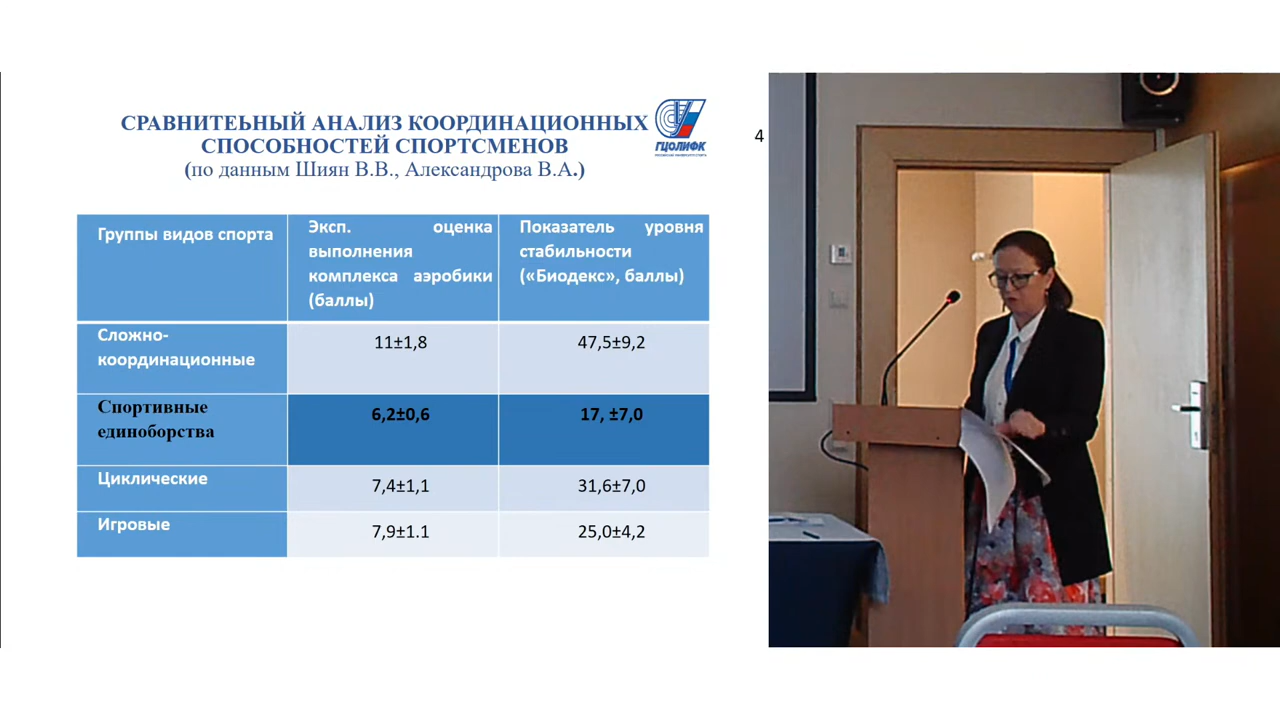 СРАВНИТЕЬНЫЙ АНАЛИЗ КООРДИНАЦИОННЫХ
СПОСОБНОСТЕЙ СПОРТСМЕНОВ
(по данным Шиян В.В., Александрова В.А.)
ГЦОЛИФК
4
Группы видов спорта
Эксп. оценка
выполнения
комплекса аэробики
(баллы)
Показатель уровня
стабильности
(«Биодекс», баллы)
Сложно-
координационные
11±1,8
47,5±9,2
Спортивные
единоборства
6,2±0,6
17, ±7,0
Циклические
7,4±1,1
31,6±7,0
Игровые
7,9±1.1
25,0±4,2